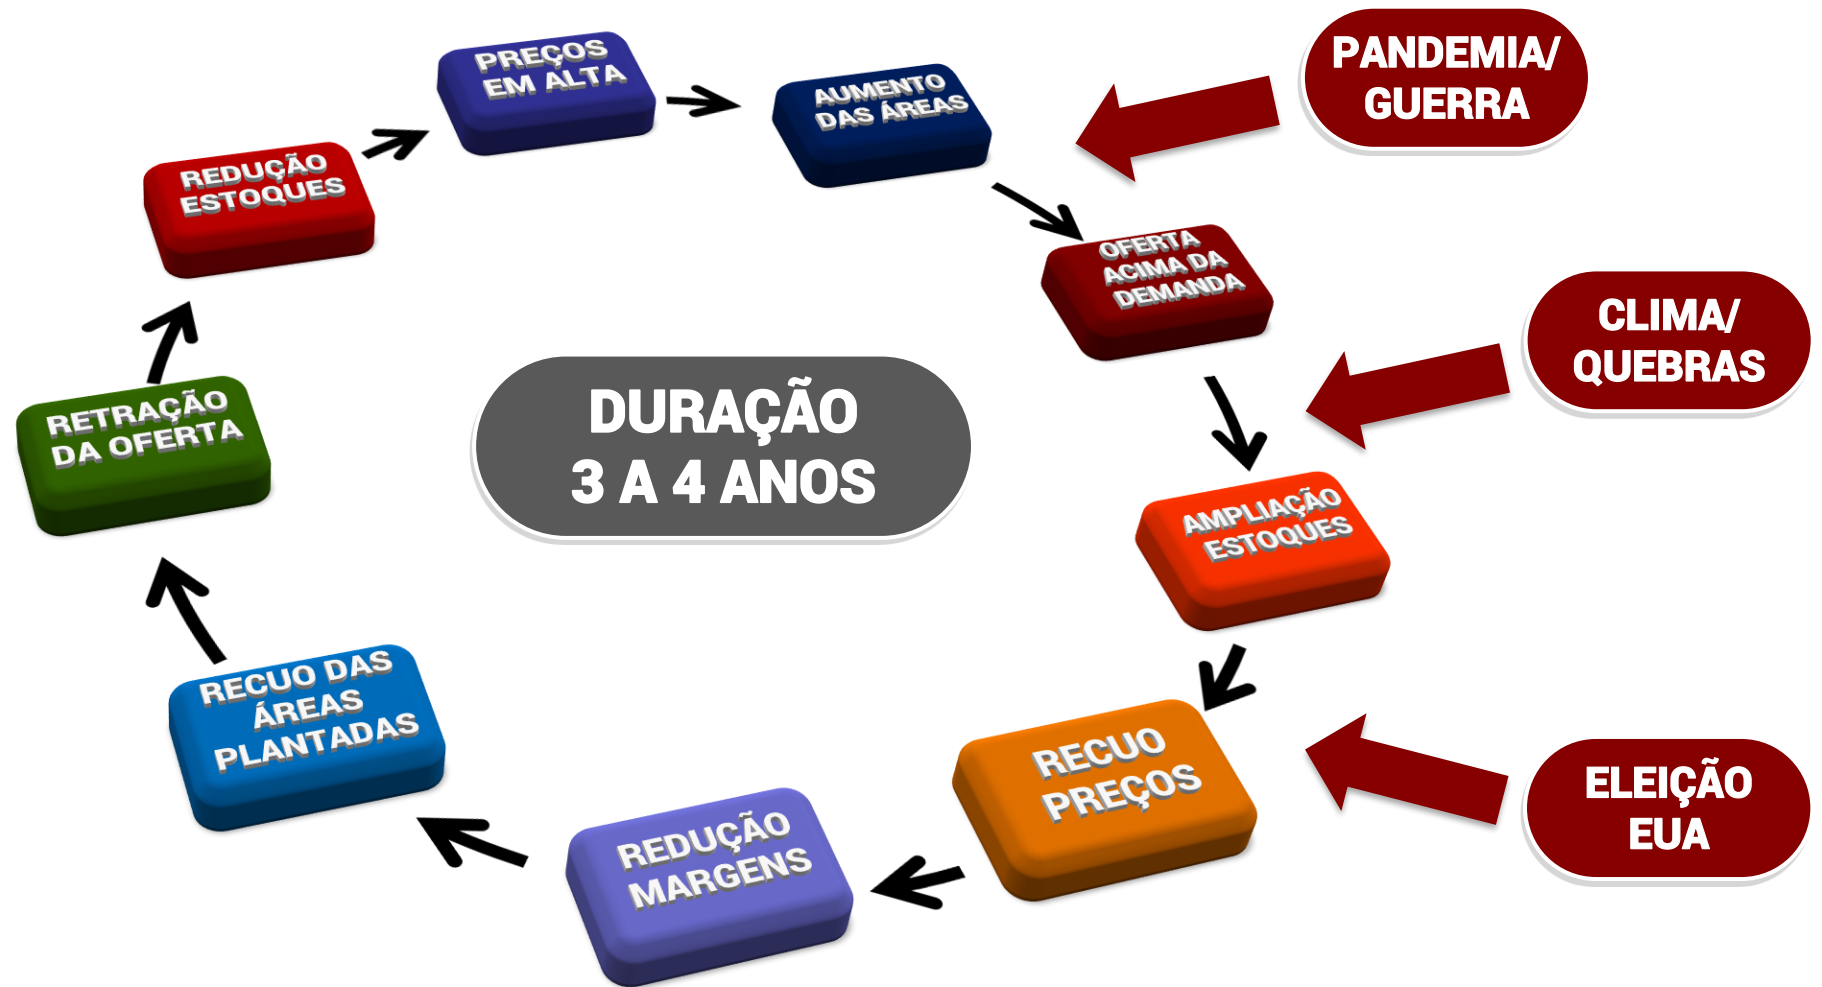 PREÇOS
EM ALTA
AUMENTO
DAS ÁREAS
PANDEMIA/
GUERRA
REDUÇÃO
ESTOQUES
OFERTA
ACIMA DA
DEMANDA
CLIMA/
QUEBRAS
RETRAÇÃO
DA OFERTA
DURAÇÃO
3 A 4 ANOS
AMPLIAÇÃO
ESTOQUES
RECUO DAS
ÁREAS
PLANTADAS
RECUO
PREÇOS
ELEIÇÃO
EUA
REDUÇÃO
MARGENS